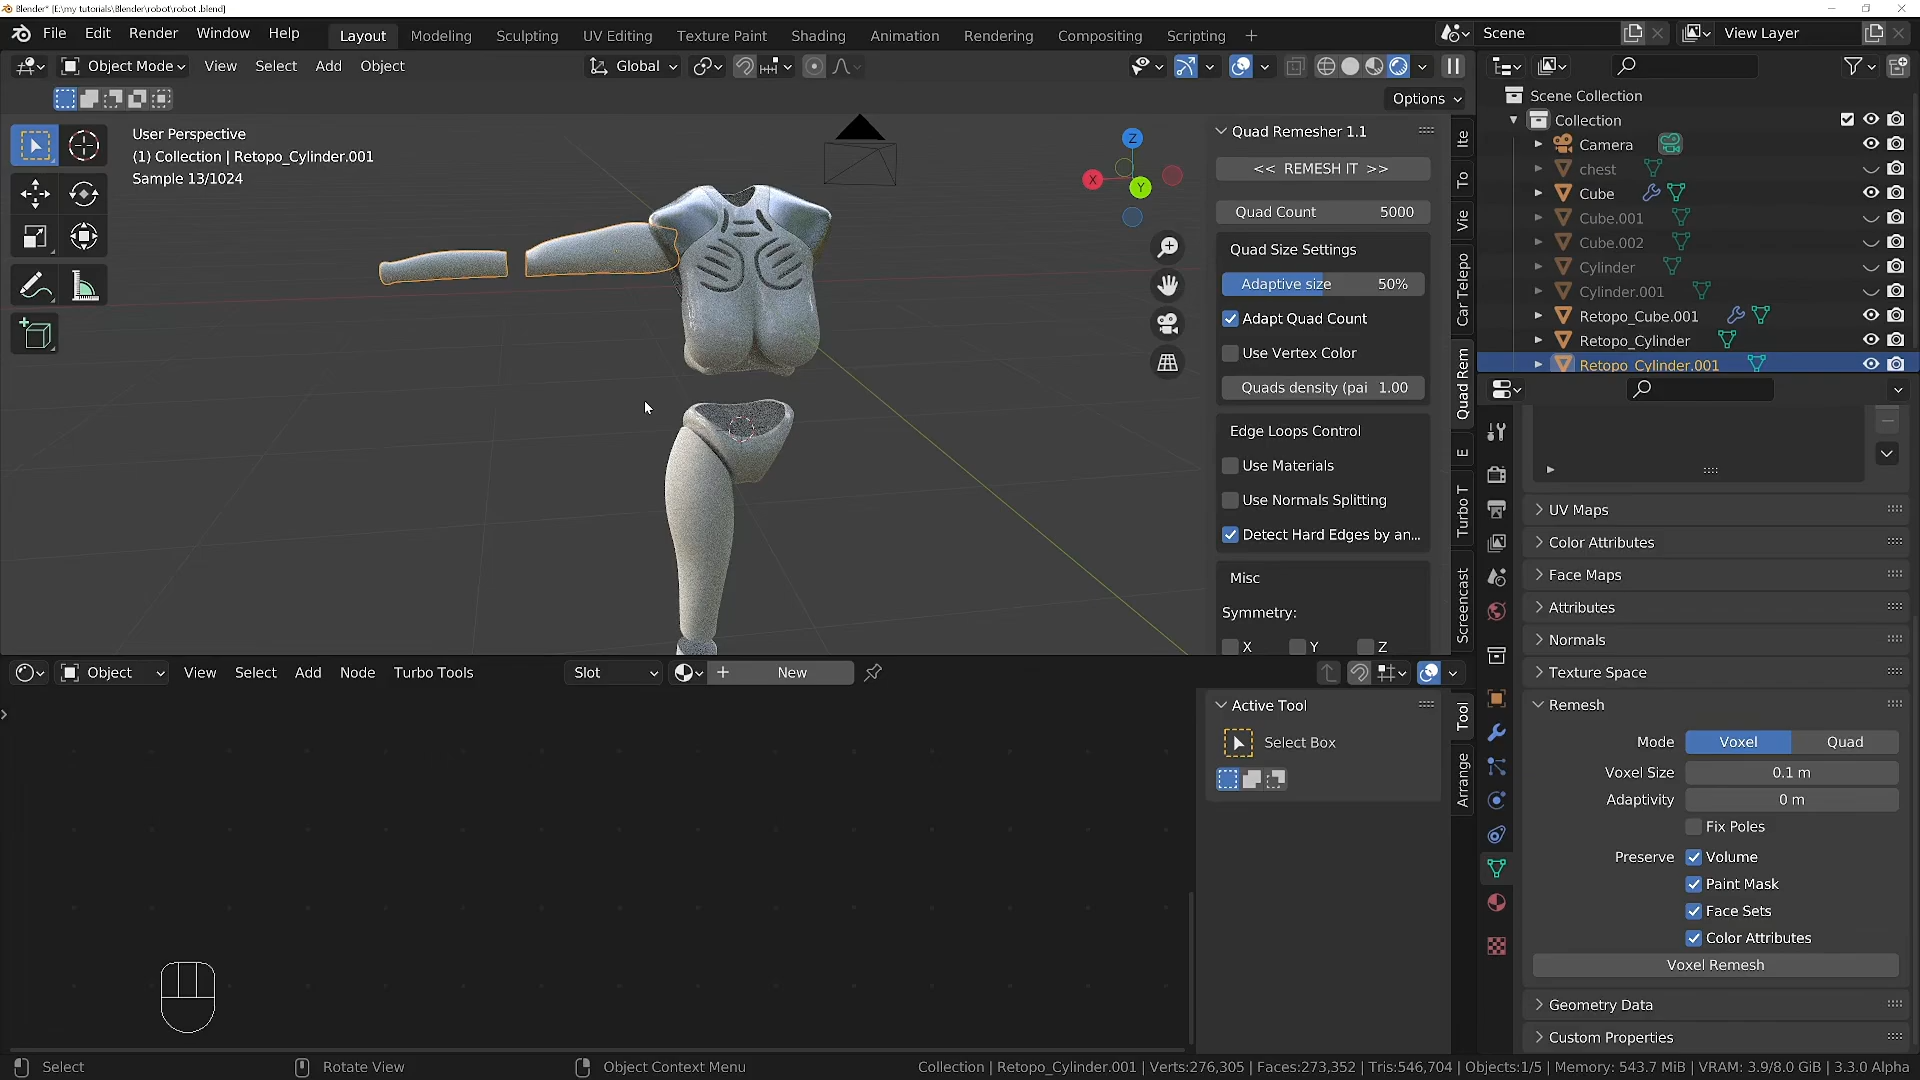 Blender* [E:\my tutorials\Blender\robot\robot .blend]
File Edit Render Window Help
Layout Modeling Sculpting UV Editing Texture Paint Shading Animation Rendering Compositing Scripting
Scene
View Layer
Object Mode View Select Add Object
Global
Options
User Perspective
(1) Collection | Retopo_Cylinder.001
Sample 13/1024
Z
X
Y
Quad Remesher 1.1
<< REMESH IT >>
Quad Count 5000
Quad Size Settings
Adaptive size 50%
Adapt Quad Count
Use Vertex Color
Quads density (pai 1.00
Edge Loops Control
Use Materials
Use Normals Splitting
Detect Hard Edges by an...
Misc
Symmetry:
X Y Z
Ite
To
Vie
Car Telepo
Quad Rem
E
Turbo T
Screencast
Scene Collection
Collection
Camera
chest
Cube
Cube.001
Cube.002
Cylinder
Cylinder.001
Retopo_Cube.001
Retopo_Cylinder
Retopo_Cylinder.001
UV Maps
Color Attributes
Face Maps
Attributes
Normals
Texture Space
Remesh
Mode Voxel Quad
Voxel Size 0.1 m
Adaptivity 0 m
Fix Poles
Preserve Volume
Paint Mask
Face Sets
Color Attributes
Voxel Remesh
Geometry Data
Custom Properties
Object View Select Add Node Turbo Tools
Slot
New
Active Tool
Select Box
Tool
Arrange
Select
Rotate View
Object Context Menu
Collection | Retopo_Cylinder.001 | Verts:276,305 | Faces:273,352 | Tris:546,704 | Objects:1/5 | Memory: 543.7 MiB | VRAM: 3.9/8.0 GiB | 3.3.0 Alpha